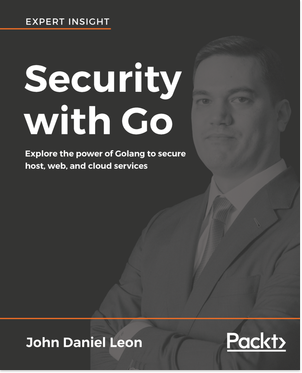 EXPERT INSIGHT
Security
with Go
Explore the power of Golang to secure
host, web, and cloud services
John Daniel Leon
Packt>